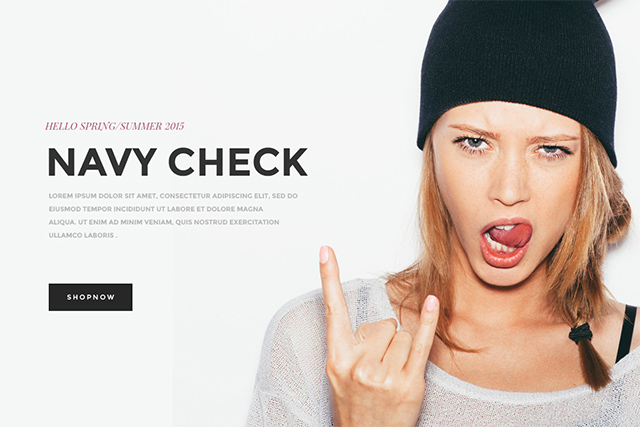 HELLO SPRING/SUMMER 2015
NAVY CHECK
LOREM IPSUM DOLOR SIT AMET, CONSECTETUR ADIPISCING ELIT, SED DO
EIUSMOD TEMPOR INCIDIDUNT UT LABORE ET DOLORE MAGNA
ALIQUA. UT ENIM AD MINIM VENIAM, QUIS NOSTRUD EXERCITATION
ULLAMCO LABORIS .
SHOPNOW